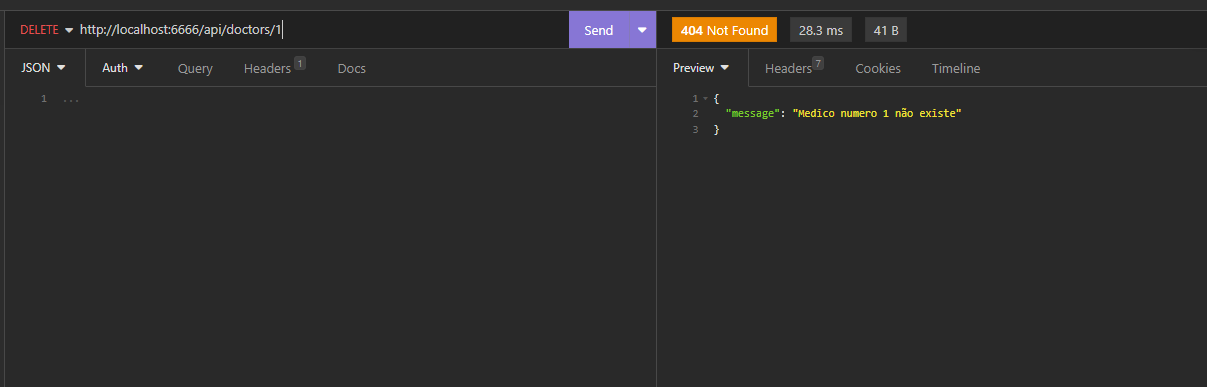 DELETE http://localhost:6666/api/doctors/1 Send 404 Not Found 28.3 ms 41 B
JSON Auth Query Headers 1 Docs Preview Headers 7 Cookies Timeline
1 ...
1 {
2 "message": "Medico numero 1 não existe"
3 }